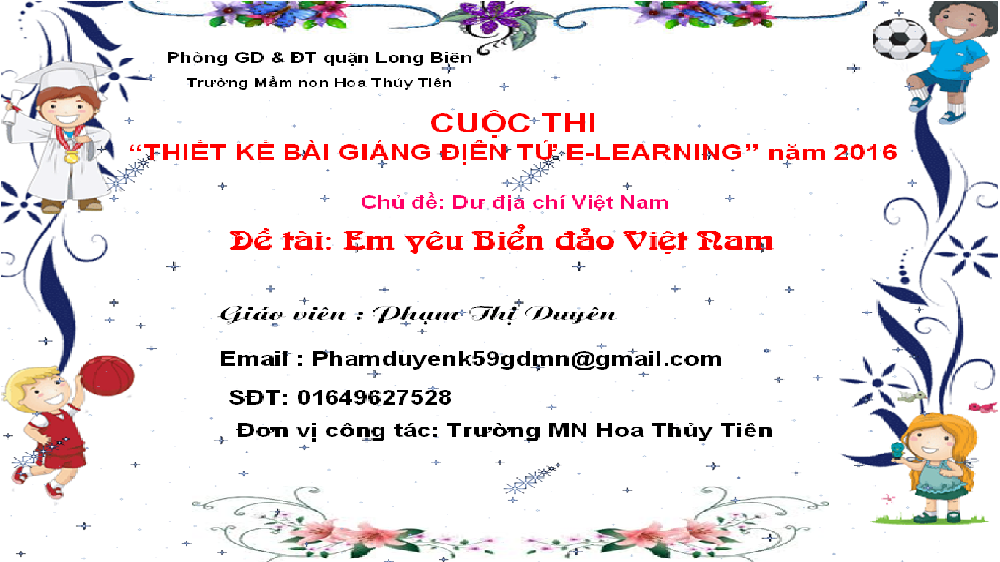 Phòng GD & ĐT quận Long Biên
Trường Mầm non Hoa Thủy Tiên
CUỘC THI
“THIẾT KẾ BÀI GIẢNG ĐIỆN TỬ E-LEARNING” năm 2016
Chủ đề: Dư địa chí Việt Nam
Đề tài: Em yêu Biển đảo Việt Nam
Giáo viên : Phạm Thị Duyên
Email : Phamduyenk59gdmn@gmail.com
SĐT: 01649627528
Đơn vị công tác: Trường MN Hoa Thủy Tiên